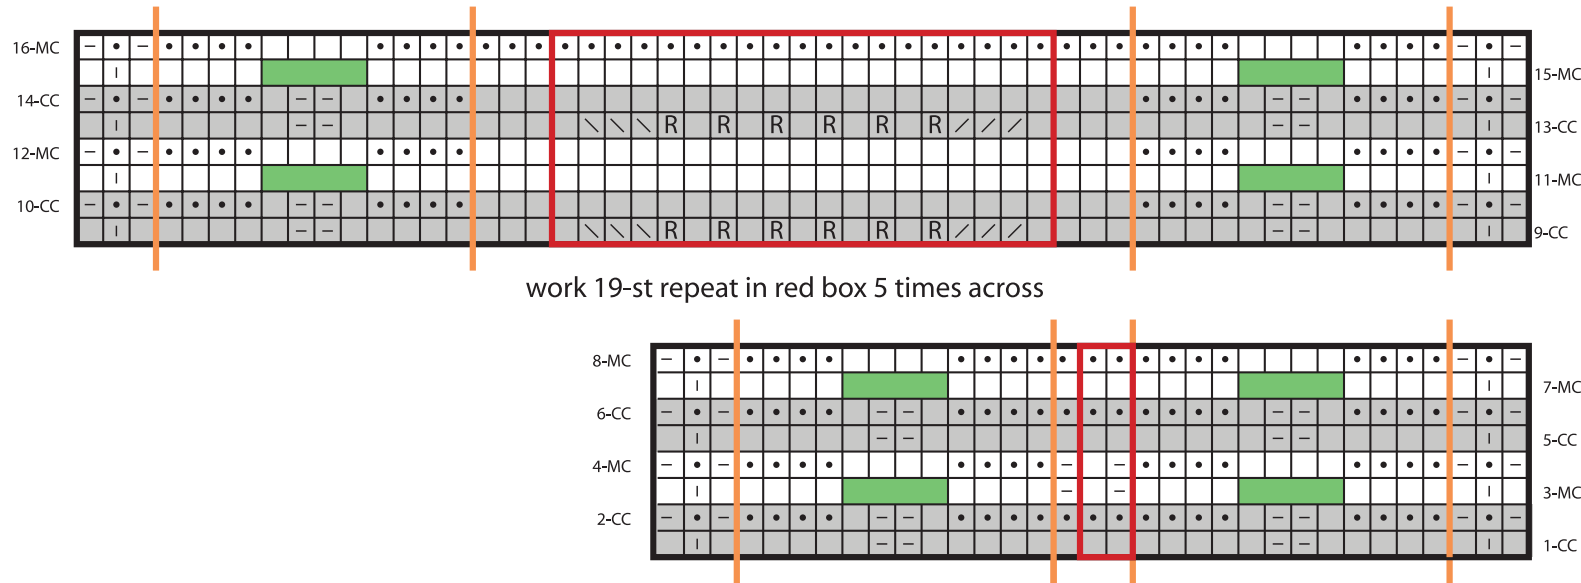 16-MC
15-MC
14-CC
R R R R R R
13-CC
12-MC
11-MC
10-CC
R R R R R R
9-CC
work 19-st repeat in red box 5 times across
8-MC
7-MC
6-CC
5-CC
4-MC
3-MC
2-CC
1-CC